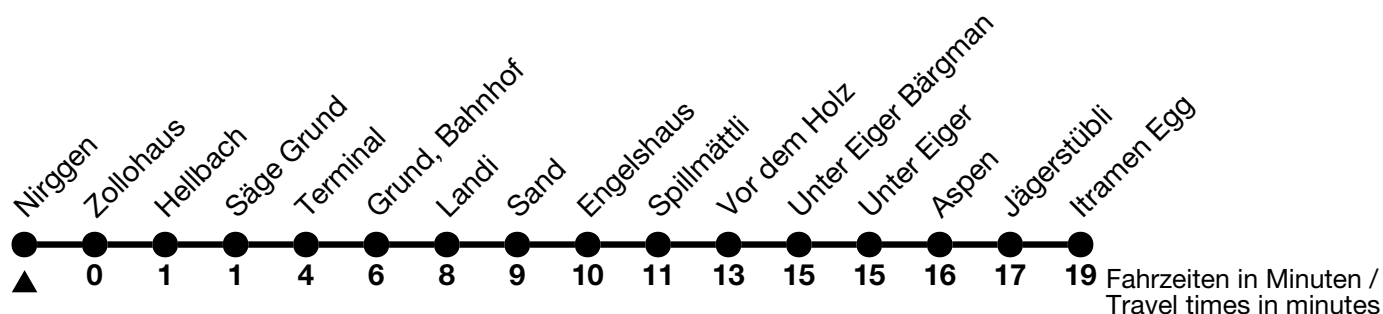 Nirggen
Zollohaus
Hellbach
Säge Grund
Terminal
Grund, Bahnhof
Landi
Sand
Engelshaus
Spillmättli
Vor dem Holz
Unter Eiger Bärgman
Unter Eiger
Aspen
Jägerstübli
Itramen Egg
0 1 1 4 6 8 9 10 11 13 15 15 16 17 19 Fahrzeiten in Minuten /
Travel times in minutes